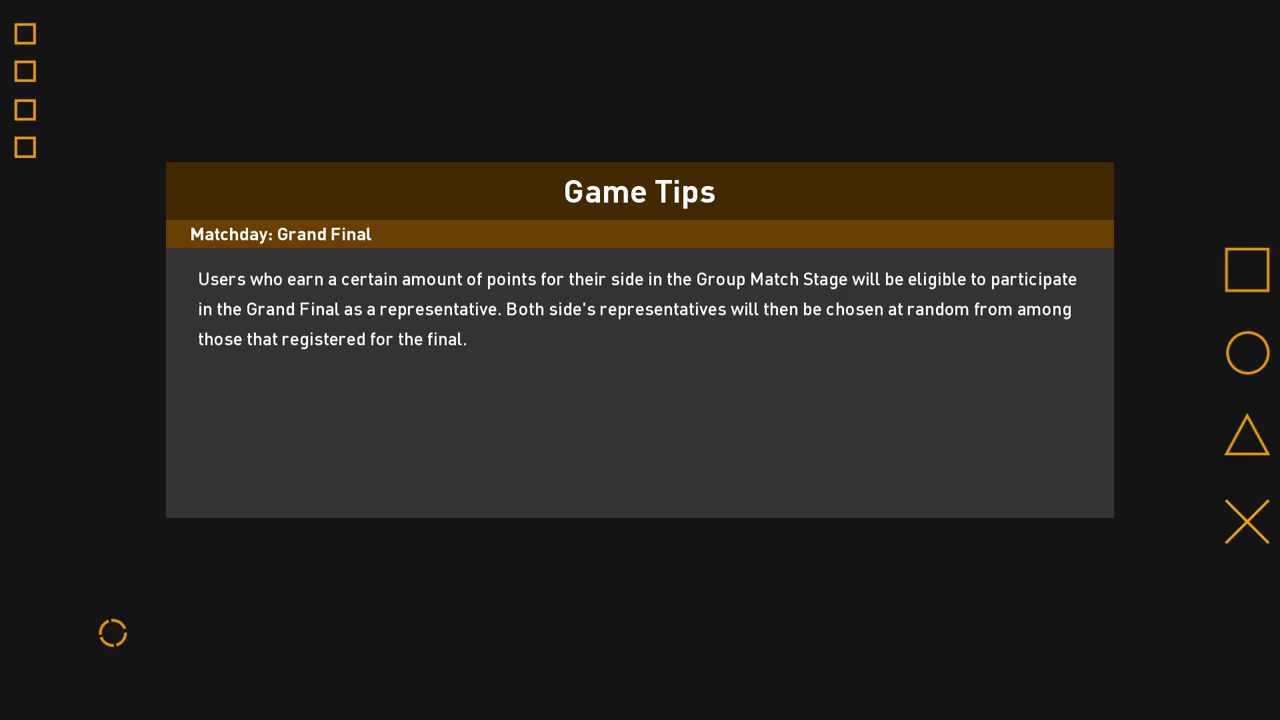 Game Tips
Matchday: Grand Final
Users who earn a certain amount of points for their side in the Group Match Stage will be eligible to participate
in the Grand Final as a representative. Both side's representatives will then be chosen at random from among
those that registered for the final.